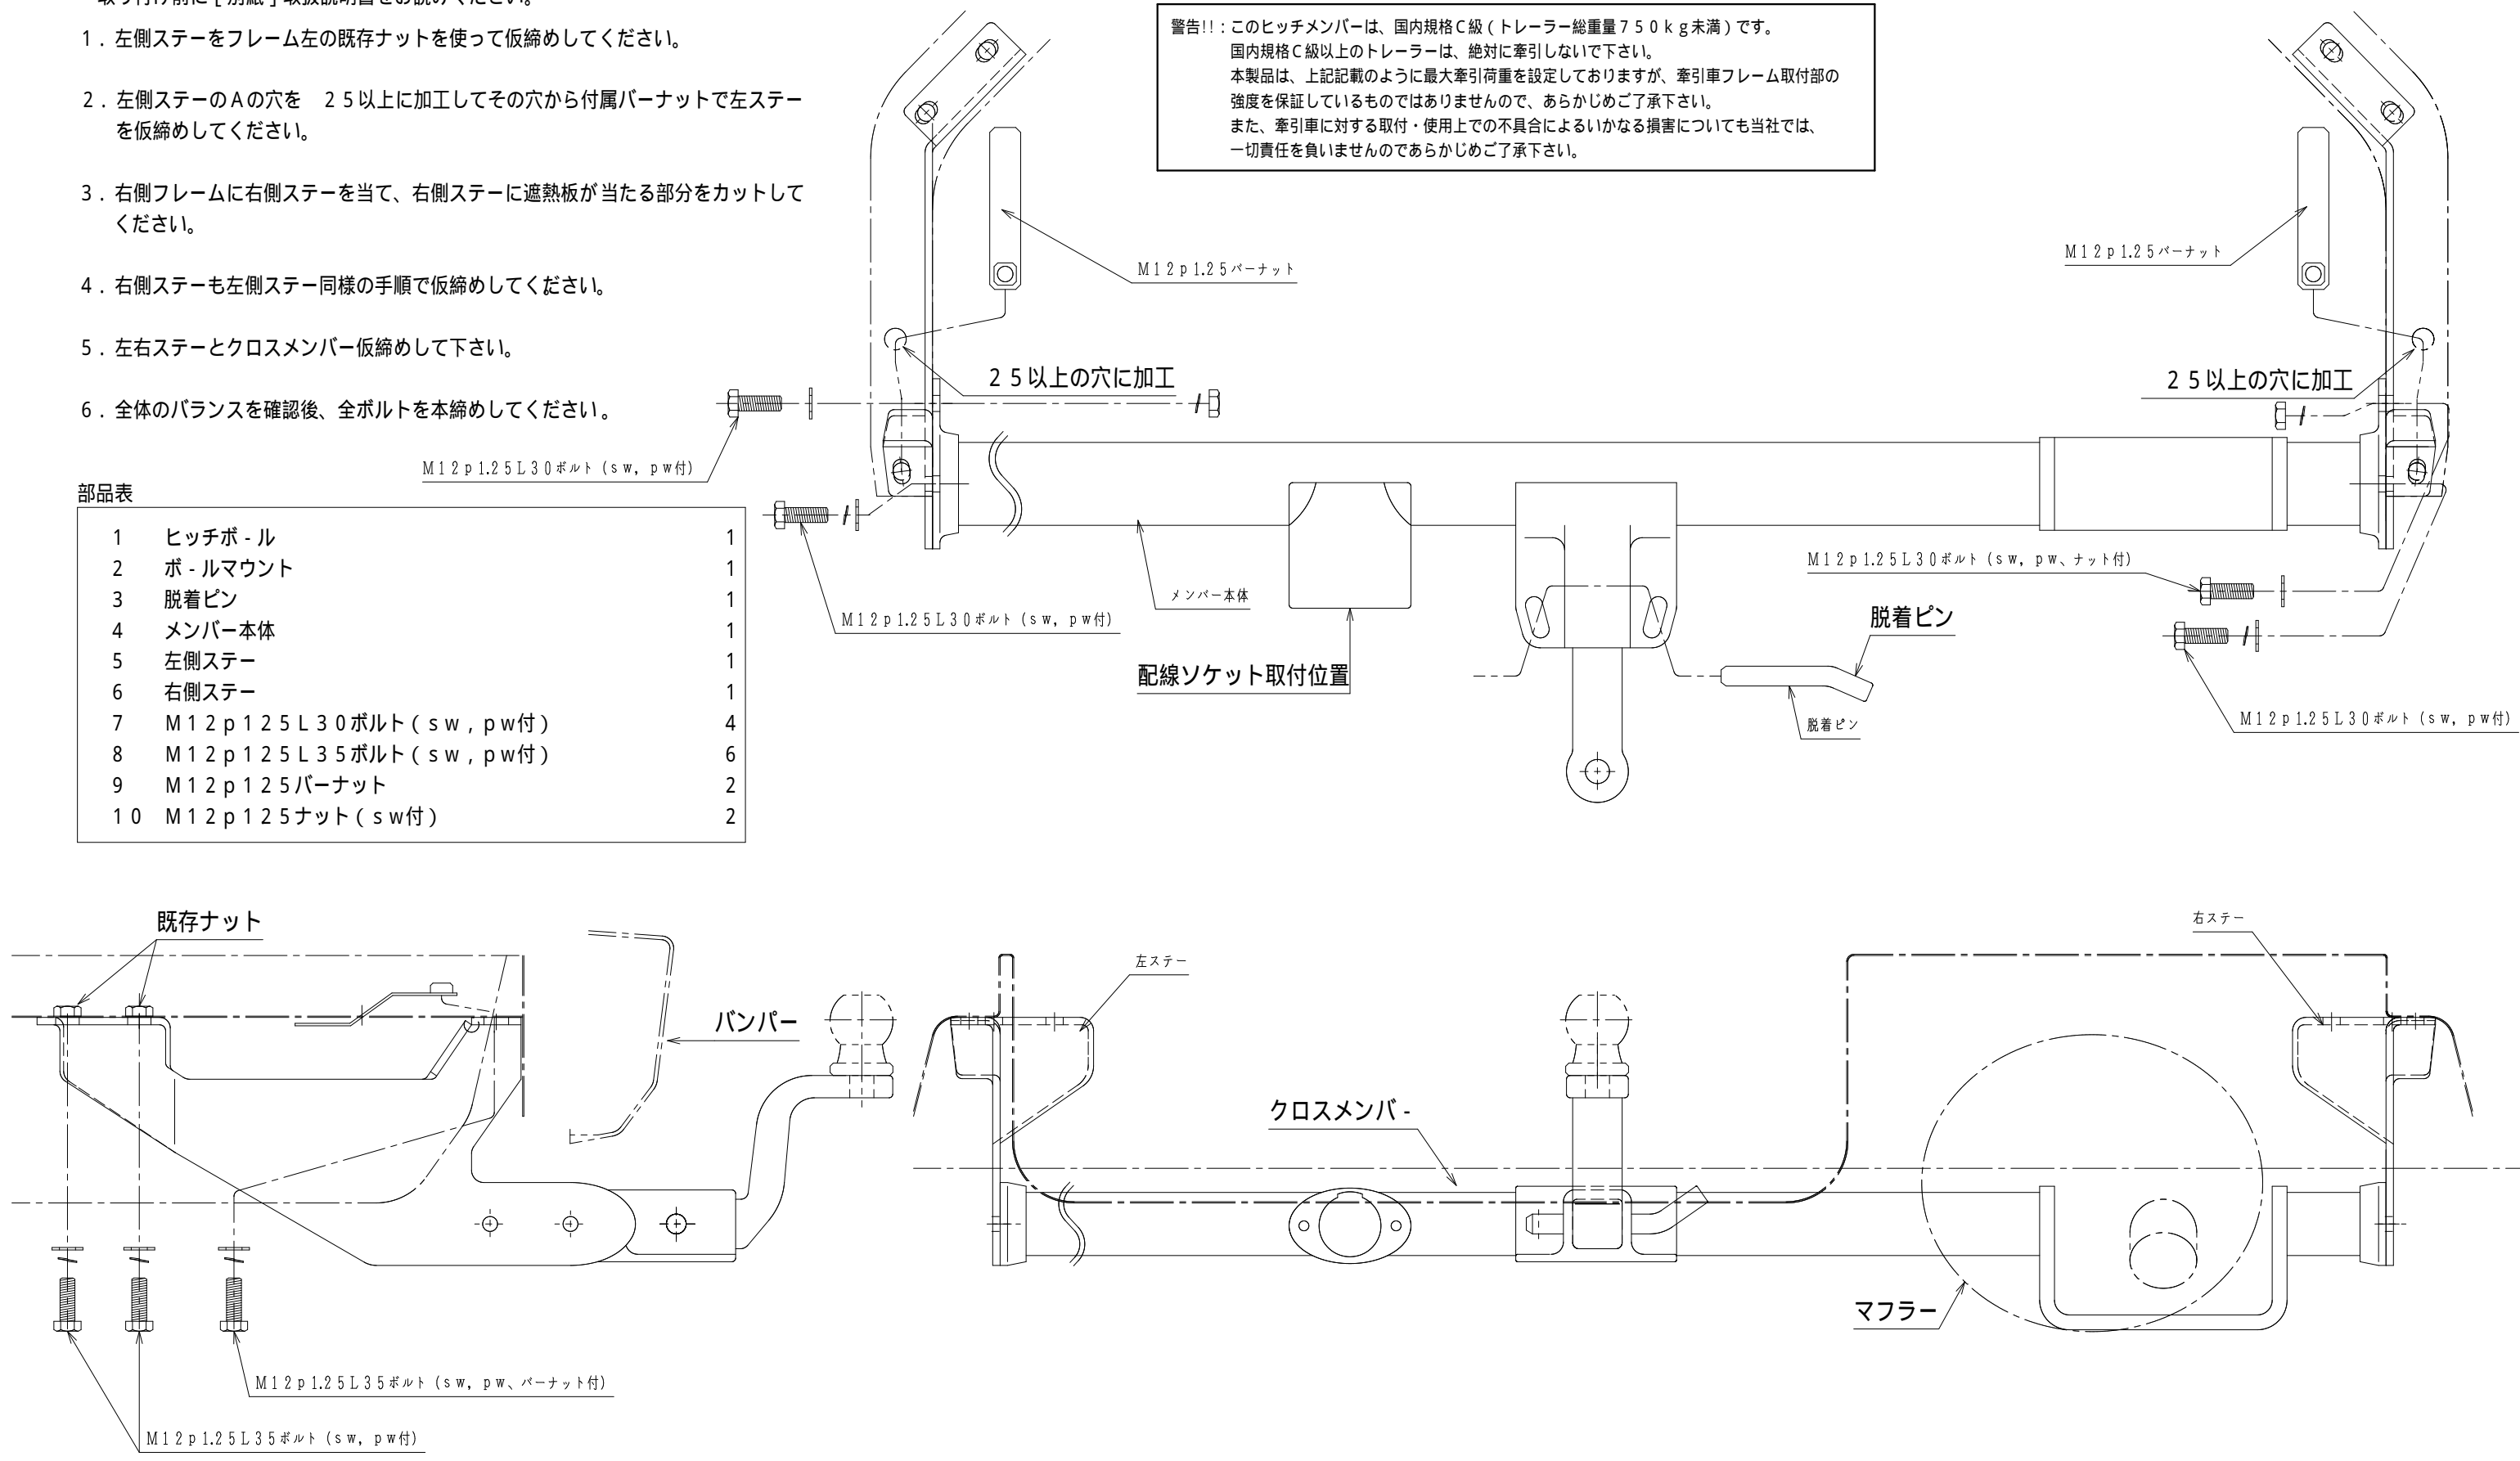 取り付け前に［別紙］取扱説明書をお読みください。
１．左側ステーをフレーム左の既存ナットを使って仮締めしてください。
２．左側ステーのＡの穴を　２５以上に加工してその穴から付属バーナットで左ステー
を仮締めしてください。
３．右側フレームに右側ステーを当て、右側ステーに遮熱板が当たる部分をカットして
ください。
４．右側ステーも左側ステー同様の手順で仮締めしてください。
５．左右ステーとクロスメンバー仮締めして下さい。
６．全体のバランスを確認後、全ボルトを本締めしてください。
警告!!：このヒッチメンバーは、国内規格Ｃ級（トレーラー総重量７５０ｋｇ未満）です。
国内規格Ｃ級以上のトレーラーは、絶対に牽引しないで下さい。
本製品は、上記記載のように最大牽引荷重を設定しておりますが、牽引車フレーム取付部の
強度を保証しているものではありませんので、あらかじめご了承下さい。
また、牽引車に対する取付・使用上での不具合によるいかなる損害についても当社では、
一切責任を負いませんのであらかじめご了承下さい。
Ｍ１２ｐ1.2５バーナット
Ｍ１２ｐ1.2５バーナット
２５以上の穴に加工
２５以上の穴に加工
Ｍ１２ｐ1.2５Ｌ３０ボルト（ｓｗ，ｐｗ付）
部品表
１　ヒッチボ‐ル　１
２　ボ‐ルマウント　１
３　脱着ピン　１
４　メンバー本体　１
５　左側ステー　１
６　右側ステー　１
７　Ｍ１２ｐ１２５Ｌ３０ボルト（ｓｗ，ｐｗ付）　４
８　Ｍ１２ｐ１２５Ｌ３５ボルト（ｓｗ，ｐｗ付）　６
９　Ｍ１２ｐ１２５バーナット　２
１０　Ｍ１２ｐ１２５ナット（ｓｗ付）　２
Ｍ１２ｐ1.2５Ｌ３０ボルト（ｓｗ，ｐｗ付）
メンバー本体
配線ソケット取付位置
Ｍ１２ｐ1.2５Ｌ３０ボルト（ｓｗ，ｐｗ、ナット付）
脱着ピン
脱着ピン
Ｍ１２ｐ1.2５Ｌ３０ボルト（ｓｗ，ｐｗ付）
既存ナット
バンパー
左ステー
右ステー
クロスメンバ‐
マフラー
Ｍ１２ｐ1.2５Ｌ３５ボルト（ｓｗ，ｐｗ、バーナット付）
Ｍ１２ｐ1.2５Ｌ３５ボルト（ｓｗ，ｐｗ付）